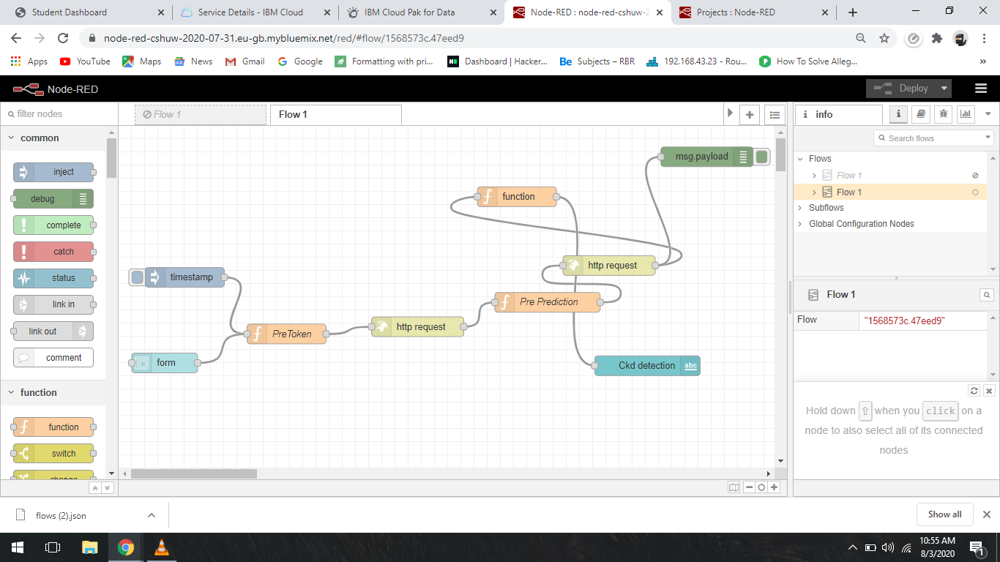 Student Dashboard
Service Details - IBM Cloud
IBM Cloud Pak for Data
Node-RED : node-red-cshuw-2
Projects : Node-RED
node-red-cshuw-2020-07-31.eu-gb.mybluemix.net/red/#flow/1568573c.47eed9
Apps YouTube Maps News Gmail Google Formatting with pri... Dashboard | Hacker... Subjects – RBR 192.168.43.23 - Rou... How To Solve Alleg... »
Node-RED
Deploy
filter nodes
Flow 1
Flow 1
info
common
Search flows
inject
debug
complete
catch
status
link in
link out
comment
function
function
switch
change
msg.payload
function
http request
timestamp
Pre Prediction
PreToken
http request
form
Ckd detection
abc
Flows
Flow 1
Flow 1
Subflows
Global Configuration Nodes
Flow 1
Flow "1568573c.47eed9"
Hold down ⇧ when you click on a
node to also select all of its connected
nodes
flows (2).json
Show all
10:55 AM
8/3/2020
1